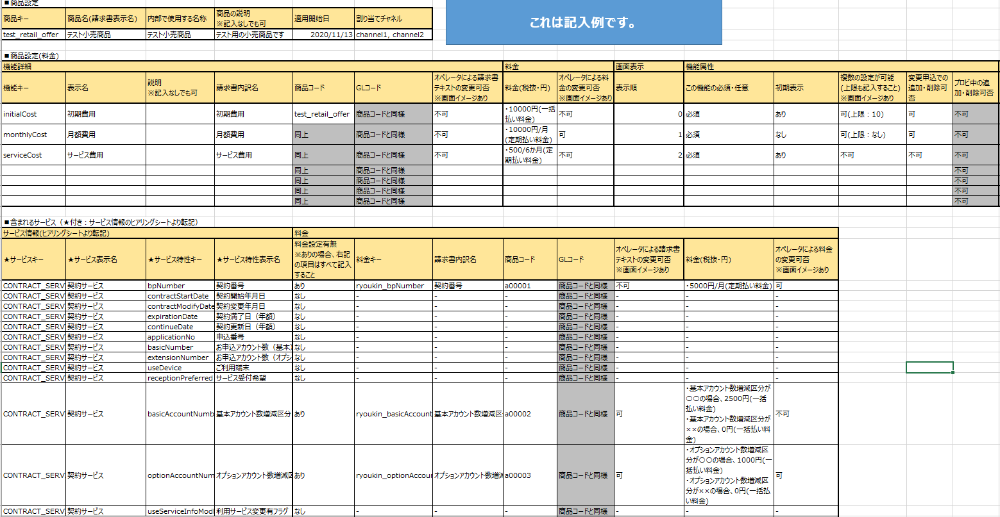 ■商品設定
商品キー 商品名(請求書表示名) 内部で使用する名称 商品の説明 ※記入なしでも可 適用開始日 割り当てチャネル
test_retail_offer テスト小売商品 テスト小売商品 テスト用の小売商品です 2020/11/13 channel1, channel2
これは記入例です。
■商品設定(料金)
機能詳細 料金 画面表示 機能属性
機能キー 表示名 説明 ※記入なしでも可 請求書内訳名 商品コード GLコード オペレータによる請求書テキストの変更可否 ※画面イメージあり 料金(税抜・円) オペレータによる料金の変更可否 ※画面イメージあり 表示順 この機能の必須・任意 初期表示 複数の設定が可能(上限も記入すること) ※画面イメージあり 変更申込での追加・削除可否 プロビ中の追加・削除可否
initialCost 初期費用 初期費用 test_retail_offer 商品コードと同様 不可 ・10000円(一括払い料金) 不可 0 必須 あり 可(上限：10) 可 不可
monthlyCost 月額費用 月額費用 同上 商品コードと同様 不可 ・10000円/月(定期払い料金) 可 1 必須 なし 可(上限：なし) 可 不可
serviceCost サービス費用 サービス費用 同上 商品コードと同様 不可 ・500/6か月(定期払い料金) 不可 2 必須 あり 不可 不可 不可
同上 商品コードと同様 不可
同上 商品コードと同様 不可
同上 商品コードと同様 不可
同上 商品コードと同様 不可
■含まれるサービス（★付き：サービス情報のヒアリングシートより転記）
サービス情報(ヒアリングシートより転記) 料金
★サービスキー ★サービス表示名 ★サービス特性キー ★サービス特性表示名 料金設定有無 ※ありの場合、右記の項目はすべて記入すること 料金キー 請求書内訳名 商品コード GLコード オペレータによる請求書テキストの変更可否 ※画面イメージあり 料金(税抜・円) オペレータによる料金の変更可否 ※画面イメージあり
CONTRACT_SERV 契約サービス bpNumber 契約番号 あり ryoukin_bpNumber 契約番号 a00001 商品コードと同様 不可 ・5000円/月(定期払い料金) 可
CONTRACT_SERV 契約サービス contractStartDate 契約開始年月日 なし - - - 商品コードと同様 - - -
CONTRACT_SERV 契約サービス contractModifyDate 契約変更年月日 なし - - - 商品コードと同様 - - -
CONTRACT_SERV 契約サービス expirationDate 契約満了日（年額） なし - - - 商品コードと同様 - - -
CONTRACT_SERV 契約サービス continueDate 契約更新日（年額） なし - - - 商品コードと同様 - - -
CONTRACT_SERV 契約サービス applicationNo 申込番号 なし - - - 商品コードと同様 - - -
CONTRACT_SERV 契約サービス basicNumber お申込アカウント数（基本） なし - - - 商品コードと同様 - - -
CONTRACT_SERV 契約サービス extensionNumber お申込アカウント数（オプシ なし - - - 商品コードと同様 - - -
CONTRACT_SERV 契約サービス useDevice ご利用端末 なし - - - 商品コードと同様 - - -
CONTRACT_SERV 契約サービス receptionPreferred サービス受付希望 なし - - - 商品コードと同様 - - -
CONTRACT_SERV 契約サービス basicAccountNumb 基本アカウント数増減区分 あり ryoukin_basicAccount 基本アカウント数増減区 a00002 商品コードと同様 可 ・基本アカウント数増減区分が〇〇の場合、2500円(一括払い料金) ・基本アカウント数増減区分が××の場合、0円(一括払い料金) 不可
CONTRACT_SERV 契約サービス optionAccountNum オプションアカウント数増減区 あり ryoukin_optionAccour オプションアカウント数増減 a00003 商品コードと同様 可 ・オプションアカウント数増減区分が〇〇の場合、1000円(一括払い料金) ・オプションアカウント数増減区分が××の場合、0円(一括払い料金) 可
CONTRACT_SERV 契約サービス useServiceInfoMod 利用サービス変更有フラグ なし - - - 商品コードと同様 - - -